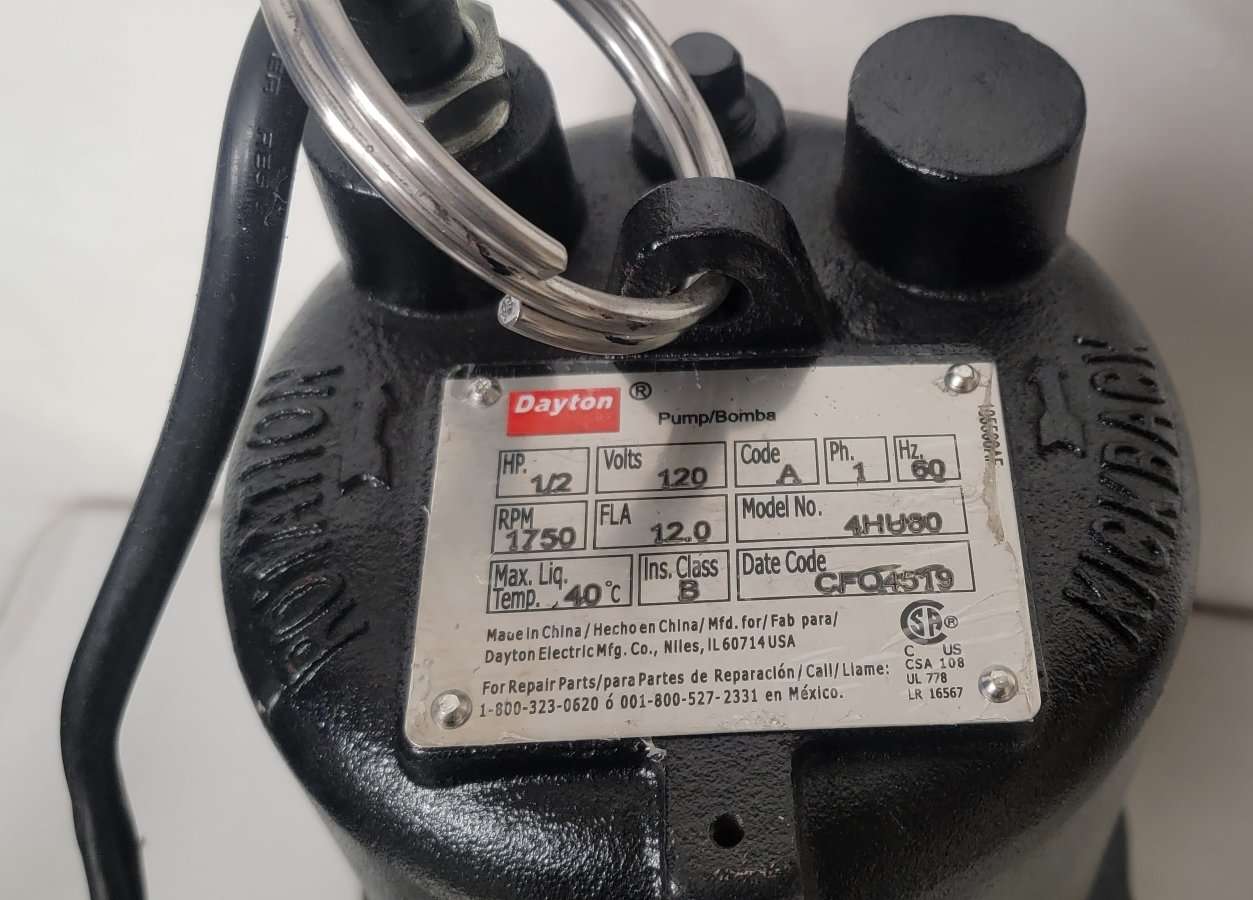 ER RES
Dayton ®
Pump/Bomba
HP. 1/2 Volts 120 Code A Ph. 1 Hz. 60
RPM 1750 FLA 12.0 Model No. 4HU80
Max. Liq. Temp. 40 °C Ins. Class B Date Code CFQ4519
Made in China / Hecho en China / Mfd. for / Fab para/
Dayton Electric Mfg. Co., Niles, IL 60714 USA
For Repair Parts/para Partes de Reparación / Call/Llame:
1-800-323-0620 ó 001-800-527-2331 en México.
SA ®
C US
CSA 108
UL 778
LR 16567
KICKBACK